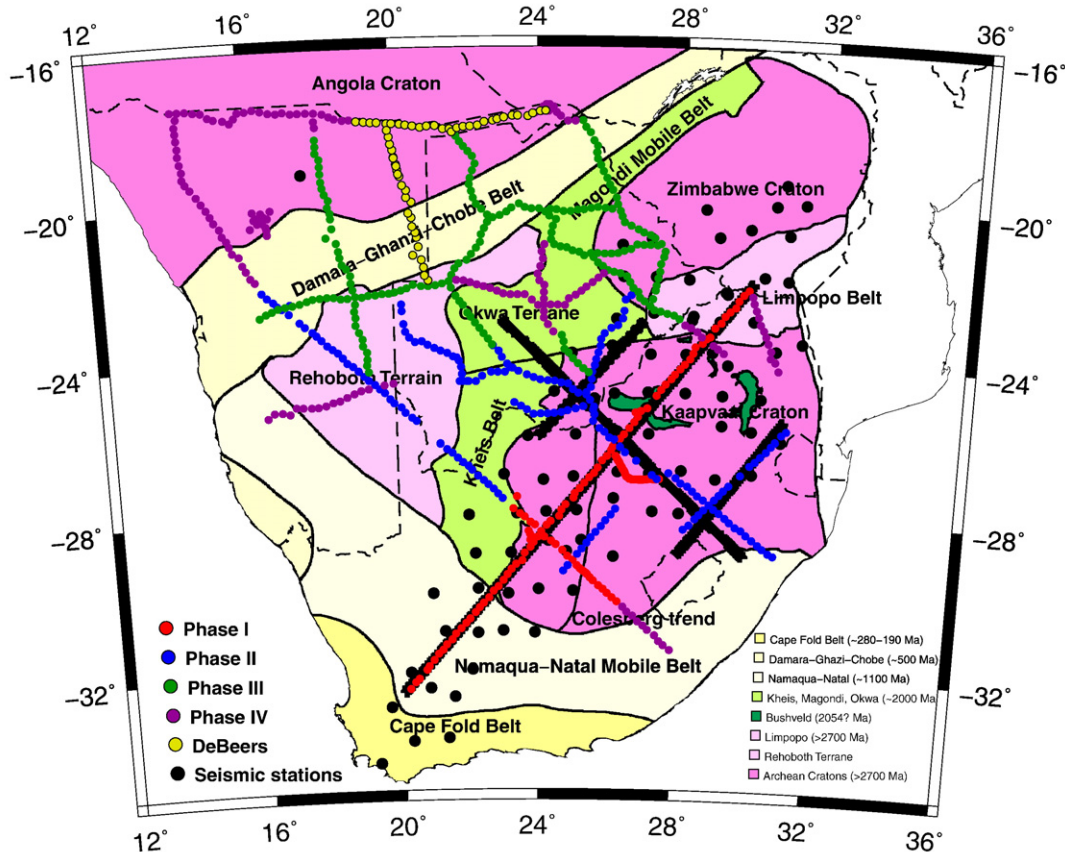 12° 16° 20° 24° 28° 32° 36°
−16° −16°
Angola Craton
Magondi Mobile Belt
Zimbabwe Craton
−20° −20°
Damara−Ghanzi−Chobe Belt
Okwa Terrane
Limpopo Belt
−24° −24°
Rehoboth Terrain
Kaapvaal Craton
Kheis Belt
−28° −28°
Colesberg trend
Namaqua−Natal Mobile Belt
−32° −32°
Cape Fold Belt
Phase I
Phase II
Phase III
Phase IV
DeBeers
Seismic stations
Cape Fold Belt (~280−190 Ma)
Damara−Ghazi−Chobe (~500 Ma)
Namaqua−Natal (~1100 Ma)
Kheis, Magondi, Okwa (~2000 Ma
Bushveld (2054? Ma)
Limpopo (>2700 Ma)
Rehoboth Terrane
Archean Cratons (>2700 Ma)
12° 16° 20° 24° 28° 32° 36°